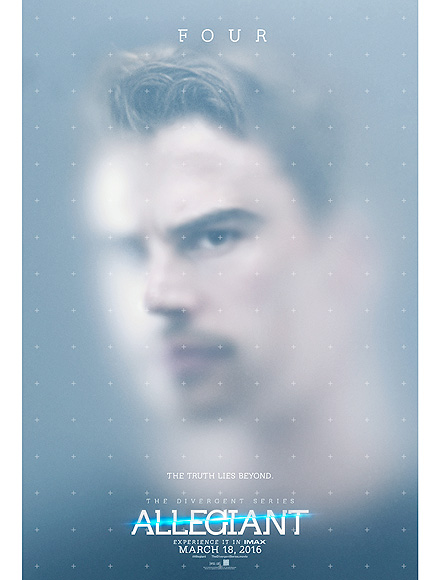 FOUR
THE TRUTH LIES BEYOND.
THE DIVERGENT SERIES
ALLEGIANT
EXPERIENCE IT IN IMAX
MARCH 18, 2016